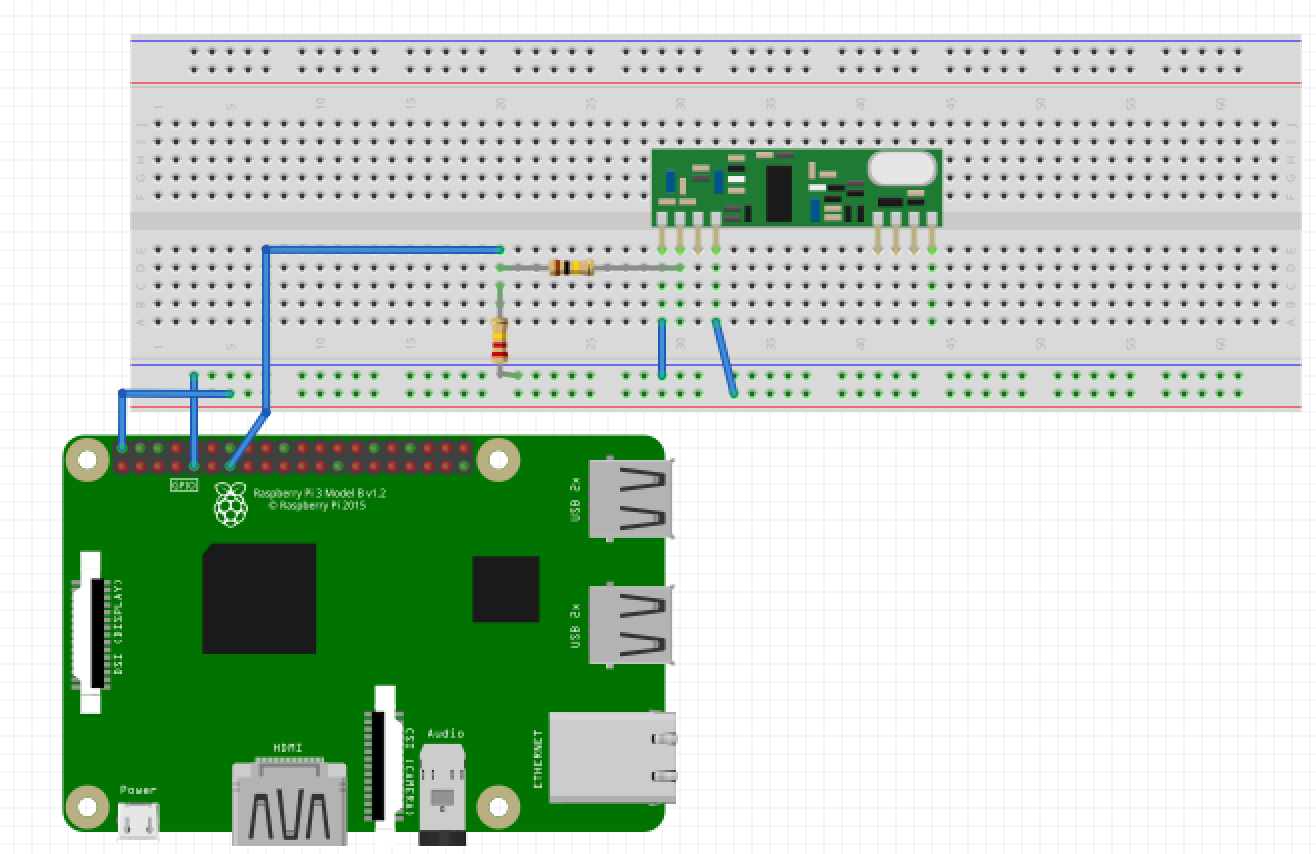 1 5 10 15 20 25 30 35 40 45 50 55 60
J J
I I
H H
G G
F F
E E
D D
C C
B B
A A
1 5 10 15 25 30 35 40 45 50 55 60
GPIO
Raspberry Pi 3 Model B v1.2
© Raspberry Pi 2015
USB 2x
DSI (DISPLAY)
USB 2x
CSI (CAMERA)
Audio
ETHERNET
HDMI
Power